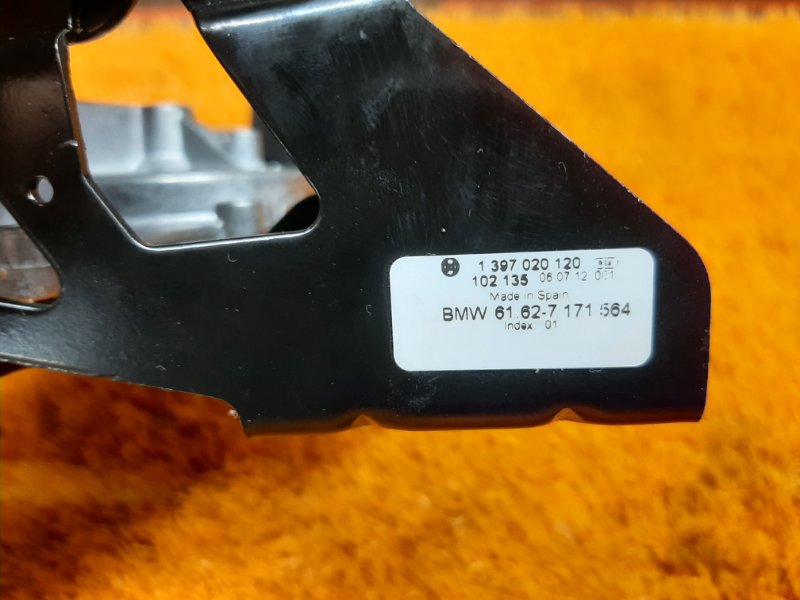 1 397 020 120
102 135 06.07.12 001
Made in Spain
BMW 61.62-7 171 564
Index 01